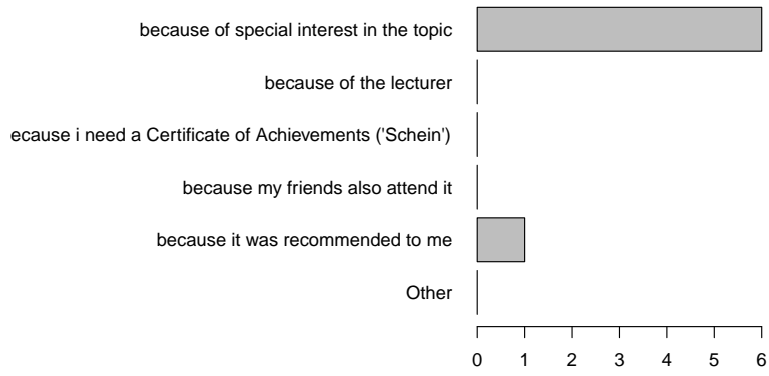 because of special interest in the topic
because of the lecturer
ecause i need a Certificate of Achievements ('Schein')
because my friends also attend it
because it was recommended to me
Other
0 1 2 3 4 5 6